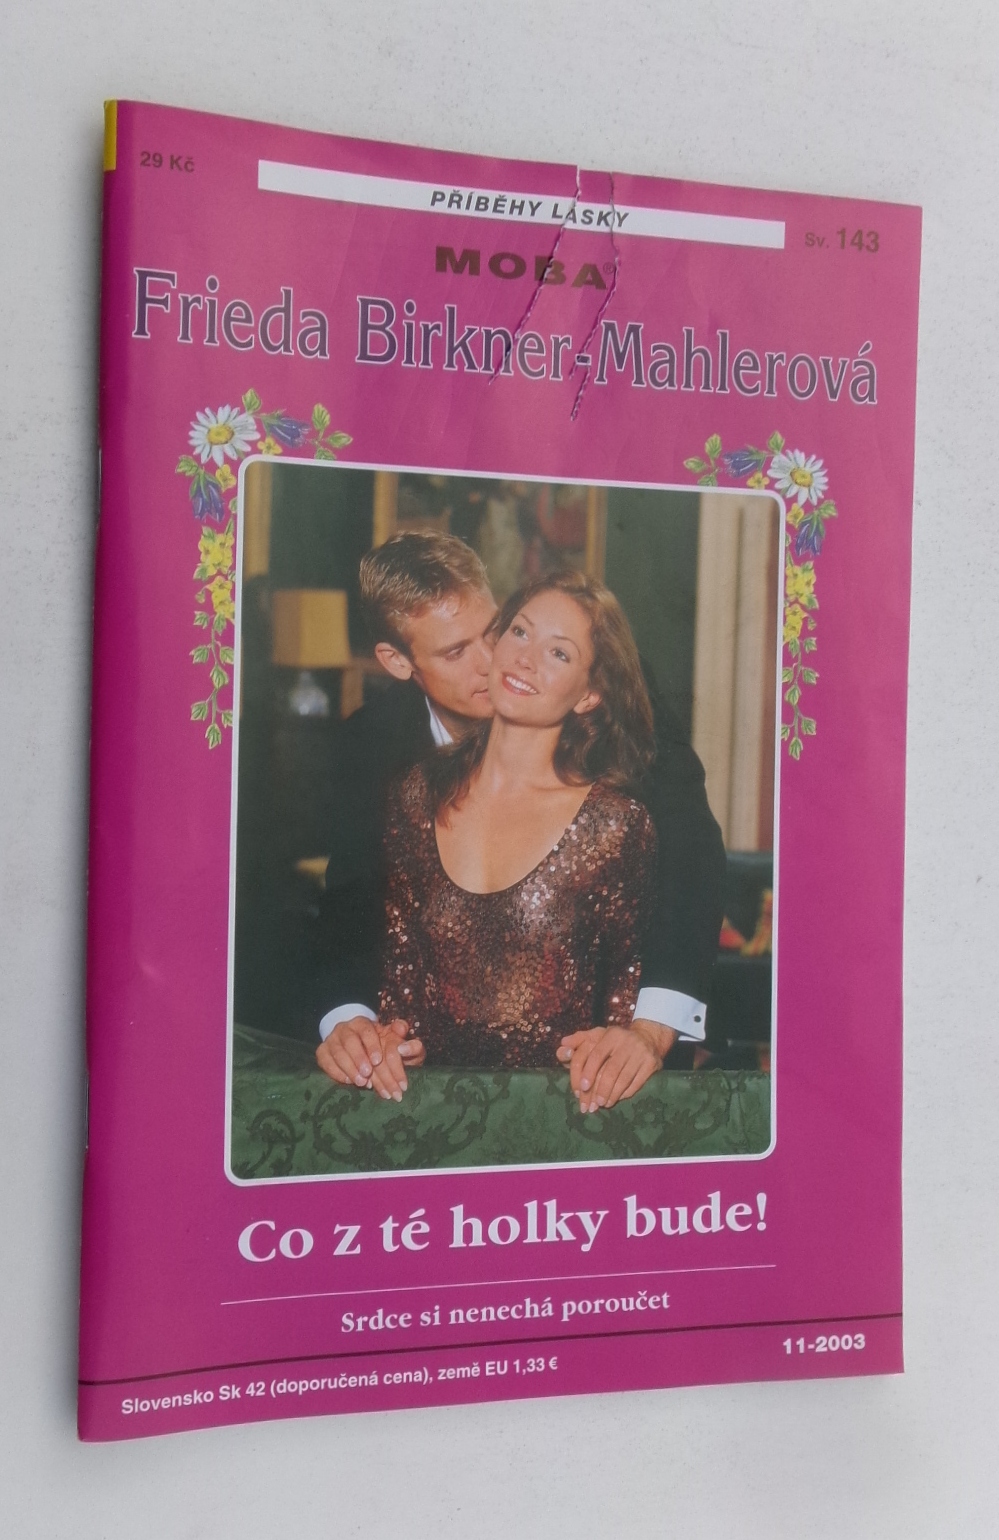 29 Kč
PŘÍBĚHY LÁSKY
Sv. 143
MOBA®
Frieda Birkner-Mahlerová
Co z té holky bude!
Srdce si nenechá poroučet
11-2003
Slovensko Sk 42 (doporučená cena), země EU 1,33 €